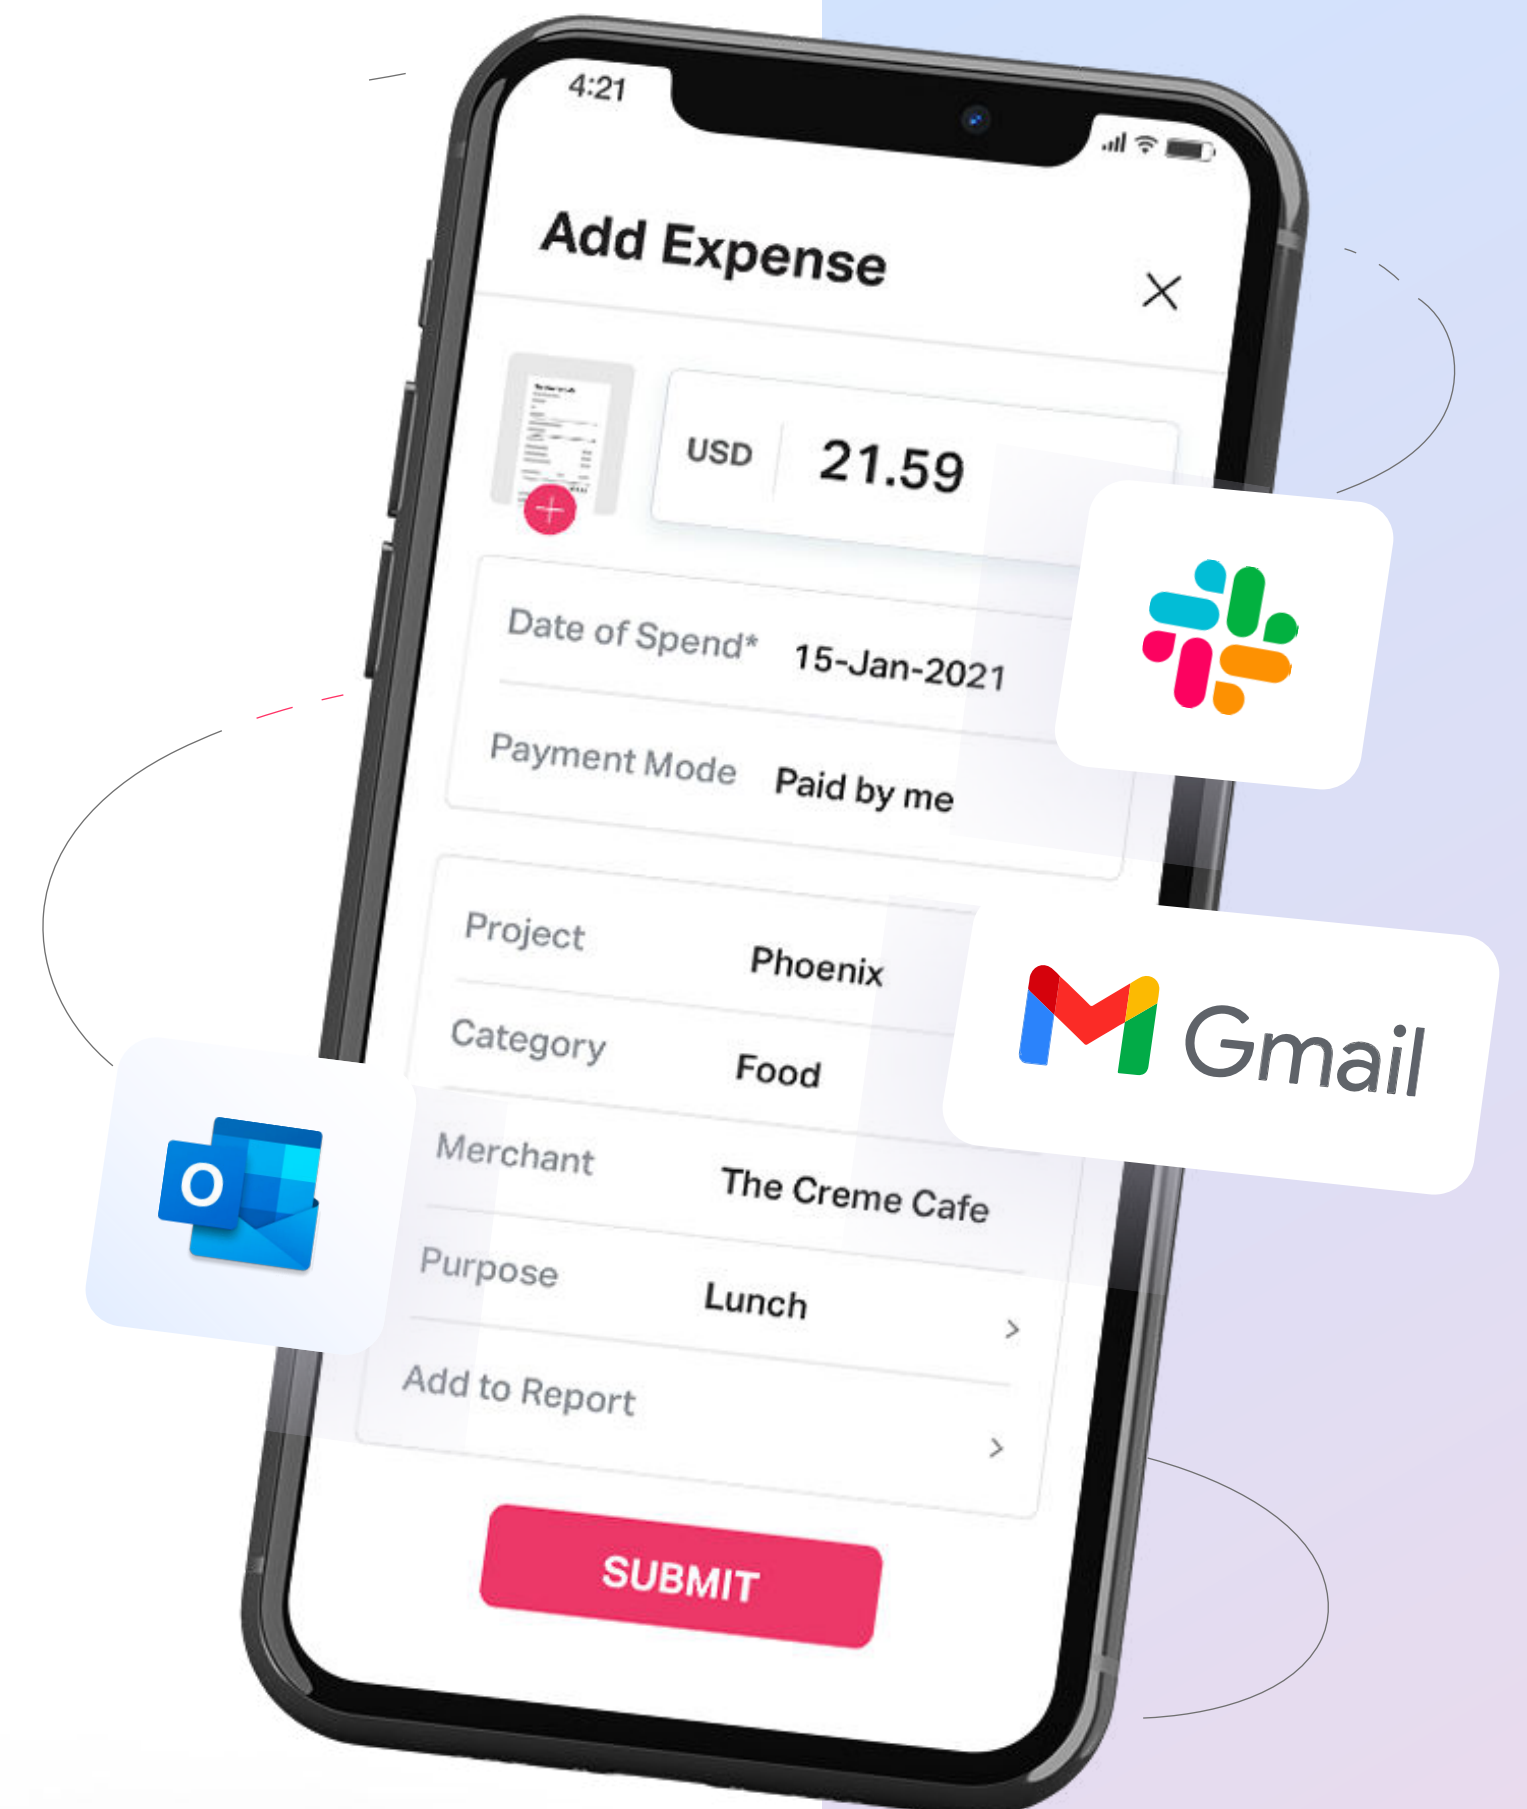 4:21
Add Expense
USD 21.59
Date of Spend* 15-Jan-2021
Payment Mode Paid by me
Project Phoenix
Category Food
Merchant The Creme Cafe
Purpose Lunch
Add to Report
SUBMIT
Gmail
O